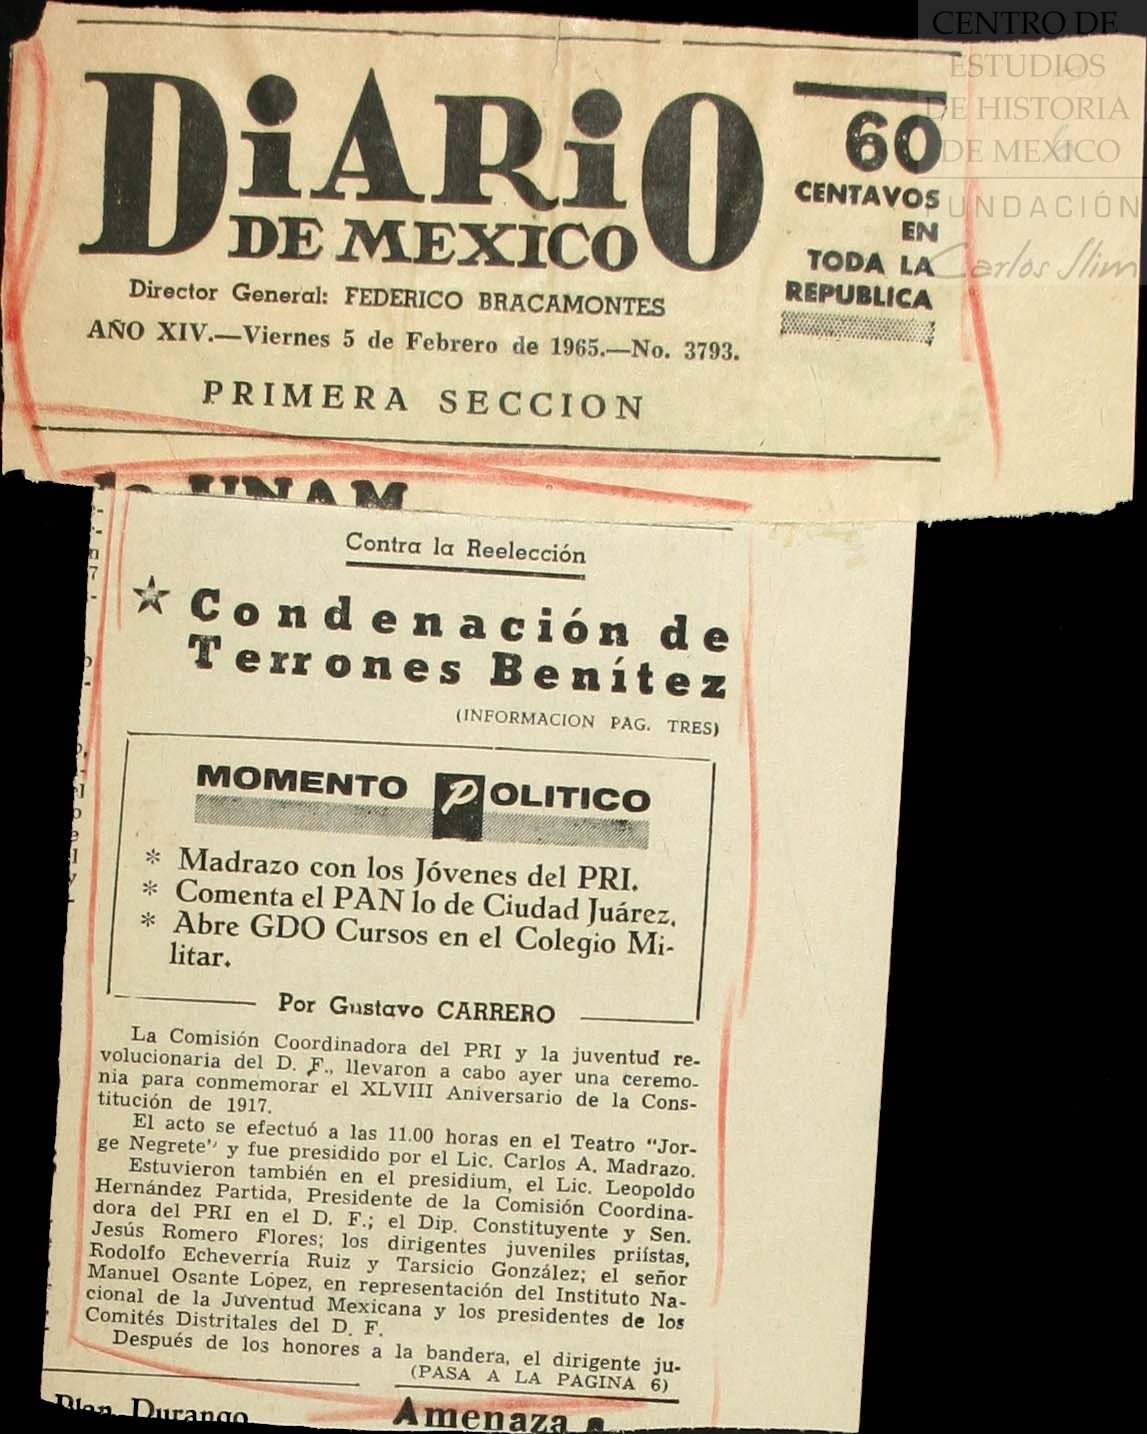 CENTRO DE
ESTUDIOS
DE HISTORIA
DE MEXICO
FUNDACIÓN
Carlos Slim
DiARiO
DE MEXICO
60
CENTAVOS
EN
TODA LA
REPUBLICA
Director General: FEDERICO BRACAMONTES
AÑO XIV.—Viernes 5 de Febrero de 1965.—No. 3793.
PRIMERA SECCION
la UNAM
Contra la Reelección
Condenación de
Terrones Benítez
(INFORMACION PAG. TRES)
MOMENTO POLITICO
* Madrazo con los Jóvenes del PRI.
* Comenta el PAN lo de Ciudad Juárez.
* Abre GDO Cursos en el Colegio Mi-
litar.
Por Gustavo CARRERO
La Comisión Coordinadora del PRI y la juventud re-
volucionaria del D. F., llevaron a cabo ayer una ceremo-
nia para conmemorar el XLVIII Aniversario de la Cons-
titución de 1917.
El acto se efectuó a las 11.00 horas en el Teatro "Jor-
ge Negrete" y fue presidido por el Lic. Carlos A. Madrazo.
Estuvieron también en el presidium, el Lic. Leopoldo
Hernández Partida, Presidente de la Comisión Coordina-
dora del PRI en el D. F.; el Dip. Constituyente y Sen.
Jesús Romero Flores; los dirigentes juveniles priístas,
Rodolfo Echeverría Ruiz y Tarsicio González; el señor
Manuel Osante López, en representación del Instituto Na-
cional de la Juventud Mexicana y los presidentes de los
Comités Distritales del D. F.
Después de los honores a la bandera, el dirigente ju-
(PASA A LA PAGINA 6)
Plan Durango
Amenaza a